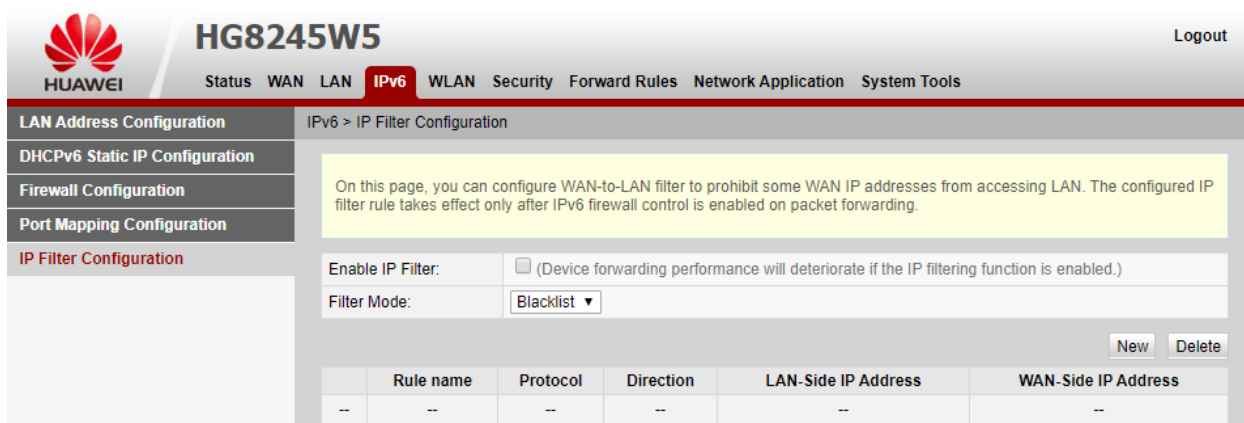 HUAWEI
HG8245W5
Logout
Status WAN LAN IPv6 WLAN Security Forward Rules Network Application System Tools
LAN Address Configuration
DHCPv6 Static IP Configuration
Firewall Configuration
Port Mapping Configuration
IP Filter Configuration
IPv6 > IP Filter Configuration
On this page, you can configure WAN-to-LAN filter to prohibit some WAN IP addresses from accessing LAN. The configured IP
filter rule takes effect only after IPv6 firewall control is enabled on packet forwarding.
Enable IP Filter: (Device forwarding performance will deteriorate if the IP filtering function is enabled.)
Filter Mode: Blacklist
New Delete
Rule name Protocol Direction LAN-Side IP Address WAN-Side IP Address
-- -- -- -- -- --